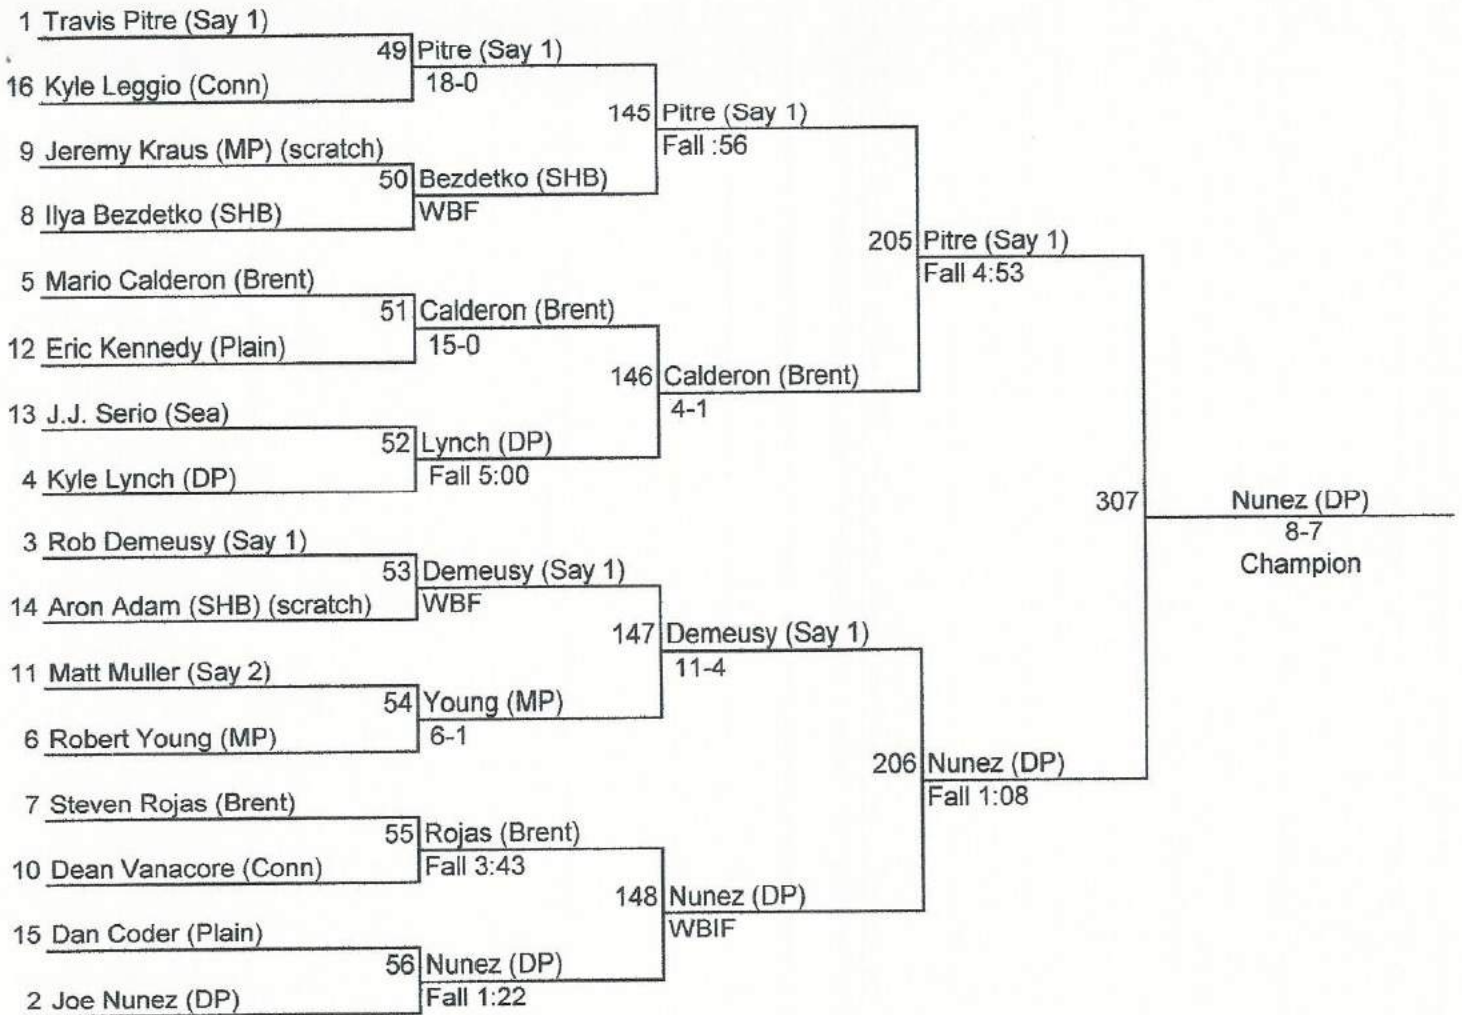 1 Travis Pitre (Say 1)
49 Pitre (Say 1)
16 Kyle Leggio (Conn)
18-0
145 Pitre (Say 1)
Fall :56
9 Jeremy Kraus (MP) (scratch)
50 Bezdetko (SHB)
8 Ilya Bezdetko (SHB)
WBF
205 Pitre (Say 1)
Fall 4:53
5 Mario Calderon (Brent)
51 Calderon (Brent)
12 Eric Kennedy (Plain)
15-0
146 Calderon (Brent)
4-1
13 J.J. Serio (Sea)
52 Lynch (DP)
4 Kyle Lynch (DP)
Fall 5:00
307 Nunez (DP)
8-7
Champion
3 Rob Demeusy (Say 1)
53 Demeusy (Say 1)
14 Aron Adam (SHB) (scratch)
WBF
147 Demeusy (Say 1)
11-4
11 Matt Muller (Say 2)
54 Young (MP)
6 Robert Young (MP)
6-1
206 Nunez (DP)
Fall 1:08
7 Steven Rojas (Brent)
55 Rojas (Brent)
10 Dean Vanacore (Conn)
Fall 3:43
148 Nunez (DP)
WBIF
15 Dan Coder (Plain)
56 Nunez (DP)
2 Joe Nunez (DP)
Fall 1:22